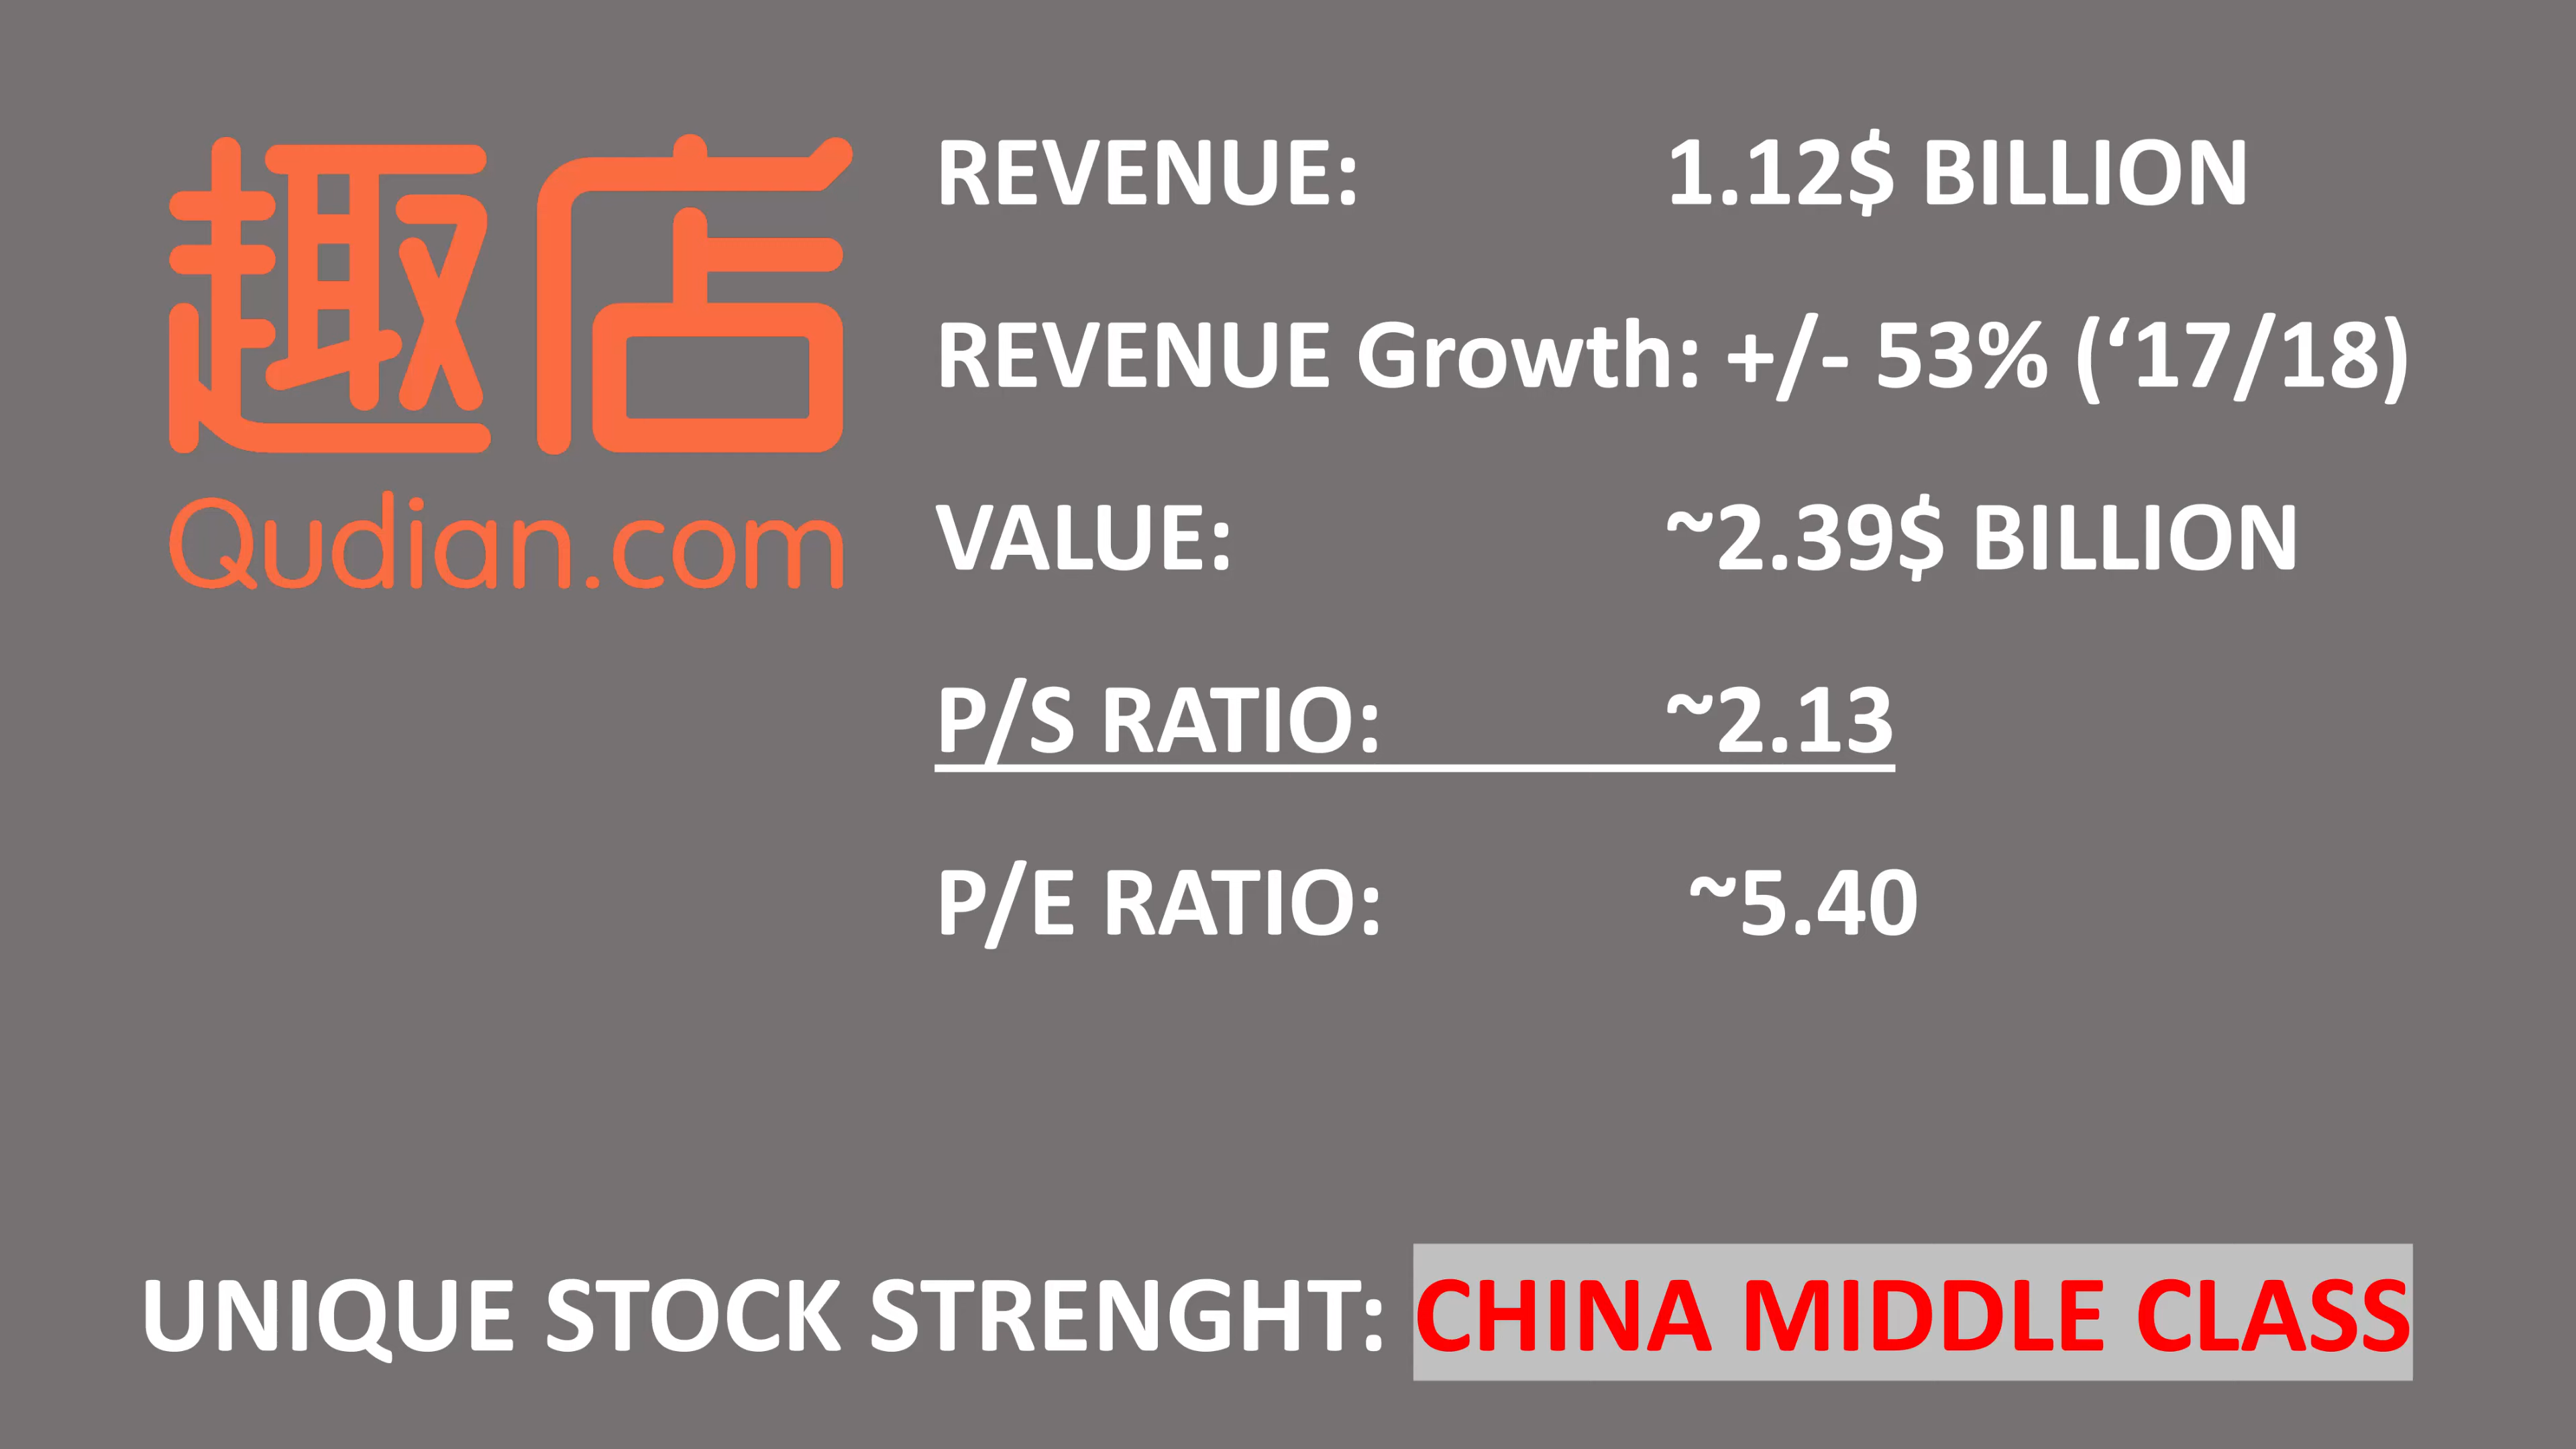 趣店
Qudian.com
REVENUE: 1.12$ BILLION
REVENUE Growth: +/- 53% (‘17/18)
VALUE: ~2.39$ BILLION
P/S RATIO: ~2.13
P/E RATIO: ~5.40
UNIQUE STOCK STRENGHT: CHINA MIDDLE CLASS